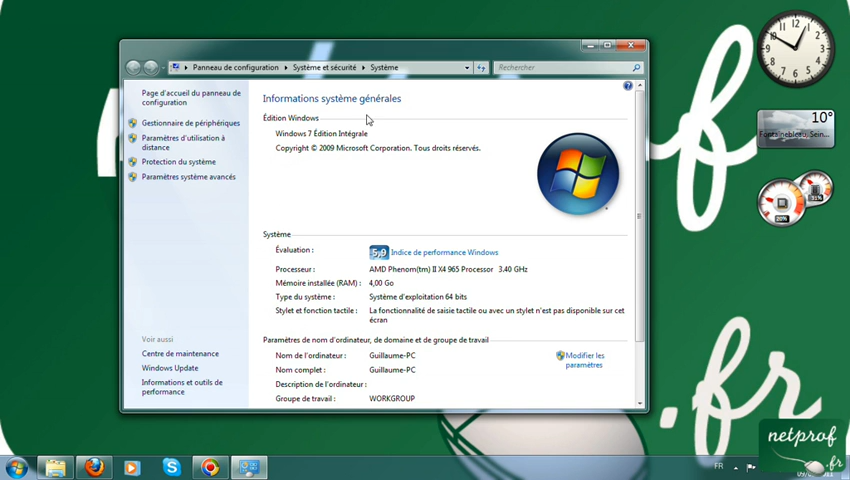 Panneau de configuration
Système et sécurité
Système
Rechercher
Page d'accueil du panneau de
configuration
Gestionnaire de périphériques
Paramètres d'utilisation à
distance
Protection du système
Paramètres système avancés
Voir aussi
Centre de maintenance
Windows Update
Informations et outils de
performance
Informations système générales
Édition Windows
Windows 7 Édition Intégrale
Copyright © 2009 Microsoft Corporation. Tous droits réservés.
Système
Évaluation :
5,9 Indice de performance Windows
Processeur : AMD Phenom(tm) II X4 965 Processor 3.40 GHz
Mémoire installée (RAM) : 4,00 Go
Type du système : Système d'exploitation 64 bits
Stylet et fonction tactile : La fonctionnalité de saisie tactile ou avec un stylet n'est pas disponible sur cet
écran
Paramètres de nom d'ordinateur, de domaine et de groupe de travail
Nom de l'ordinateur : Guillaume-PC
Modifier les
paramètres
Nom complet : Guillaume-PC
Description de l'ordinateur :
Groupe de travail : WORKGROUP
10°
Fontainebleau, Sein...
31%
20%
.fr
netprof
.fr
FR